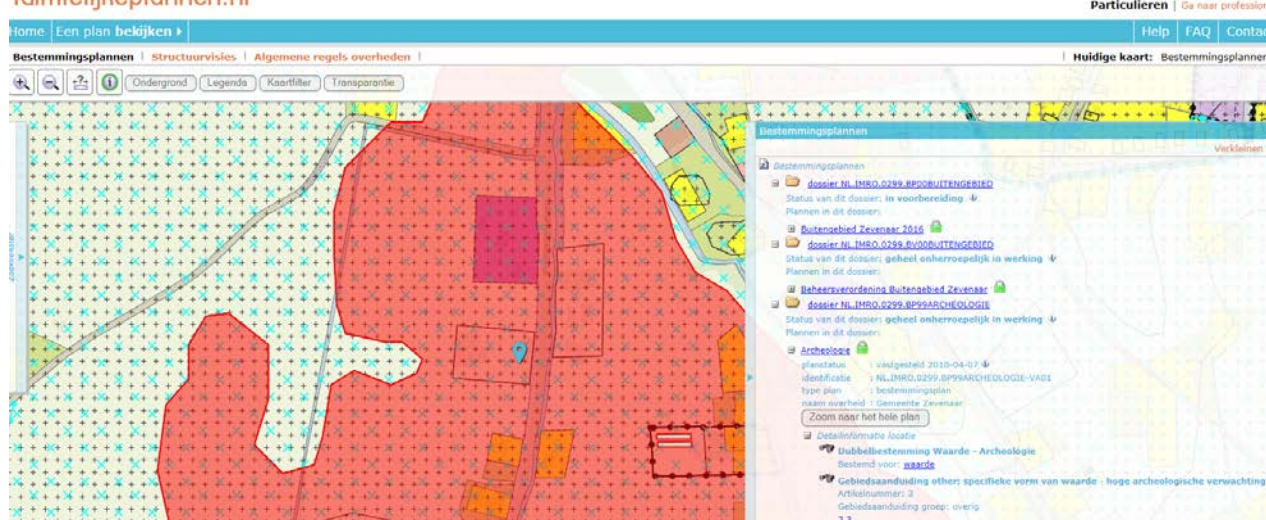 ruimtelijkeplannen.nl
Particulieren | Ga naar profession
Home Een plan bekijken Help FAQ Contac
Bestemmingsplannen | Structuurvisies | Algemene regels overheden | | Huidige kaart: Bestemmingsplannen
Ondergrond Legenda Kaartfilter Transparantie
Bestemmingsplannen
Verkleinen
Bestemmingsplannen
dossier NL.IMRO.0299.BP00BUITENGEBIED
Status van dit dossier: in voorbereiding
Plannen in dit dossier:
Buitengebied Zevenaar 2016
dossier NL.IMRO.0299.BV00BUITENGEBIED
Status van dit dossier: geheel onherroepelijk in werking
Plannen in dit dossier:
Beheersverordening Buitengebied Zevenaar
dossier NL.IMRO.0299.BP99ARCHEOLOGIE
Status van dit dossier: geheel onherroepelijk in werking
Plannen in dit dossier:
Archeologie
planstatus : vastgesteld 2010-04-07
identificatie : NL.IMRO.0299.BP99ARCHEOLOGIE-VA01
type plan : bestemmingsplan
naam overheid : Gemeente Zevenaar
Zoom naar het hele plan
Detailinformatie locatie
Dubbelbestemming Waarde - Archeologie
Bestemd voor: waarde
Gebiedsaanduiding other: specifieke vorm van waarde - hoge archeologische verwachting
Artikelnummer: 3
Gebiedsaanduiding groep: overig